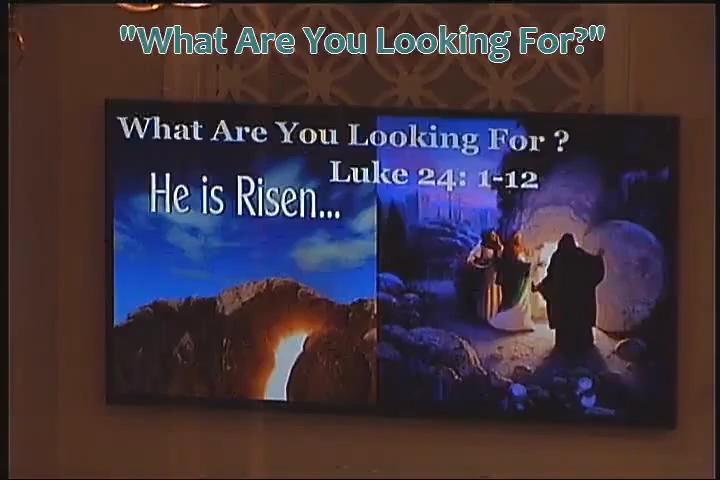 "What Are You Looking For?"
What Are You Looking For ?
Luke 24: 1-12
He is Risen...